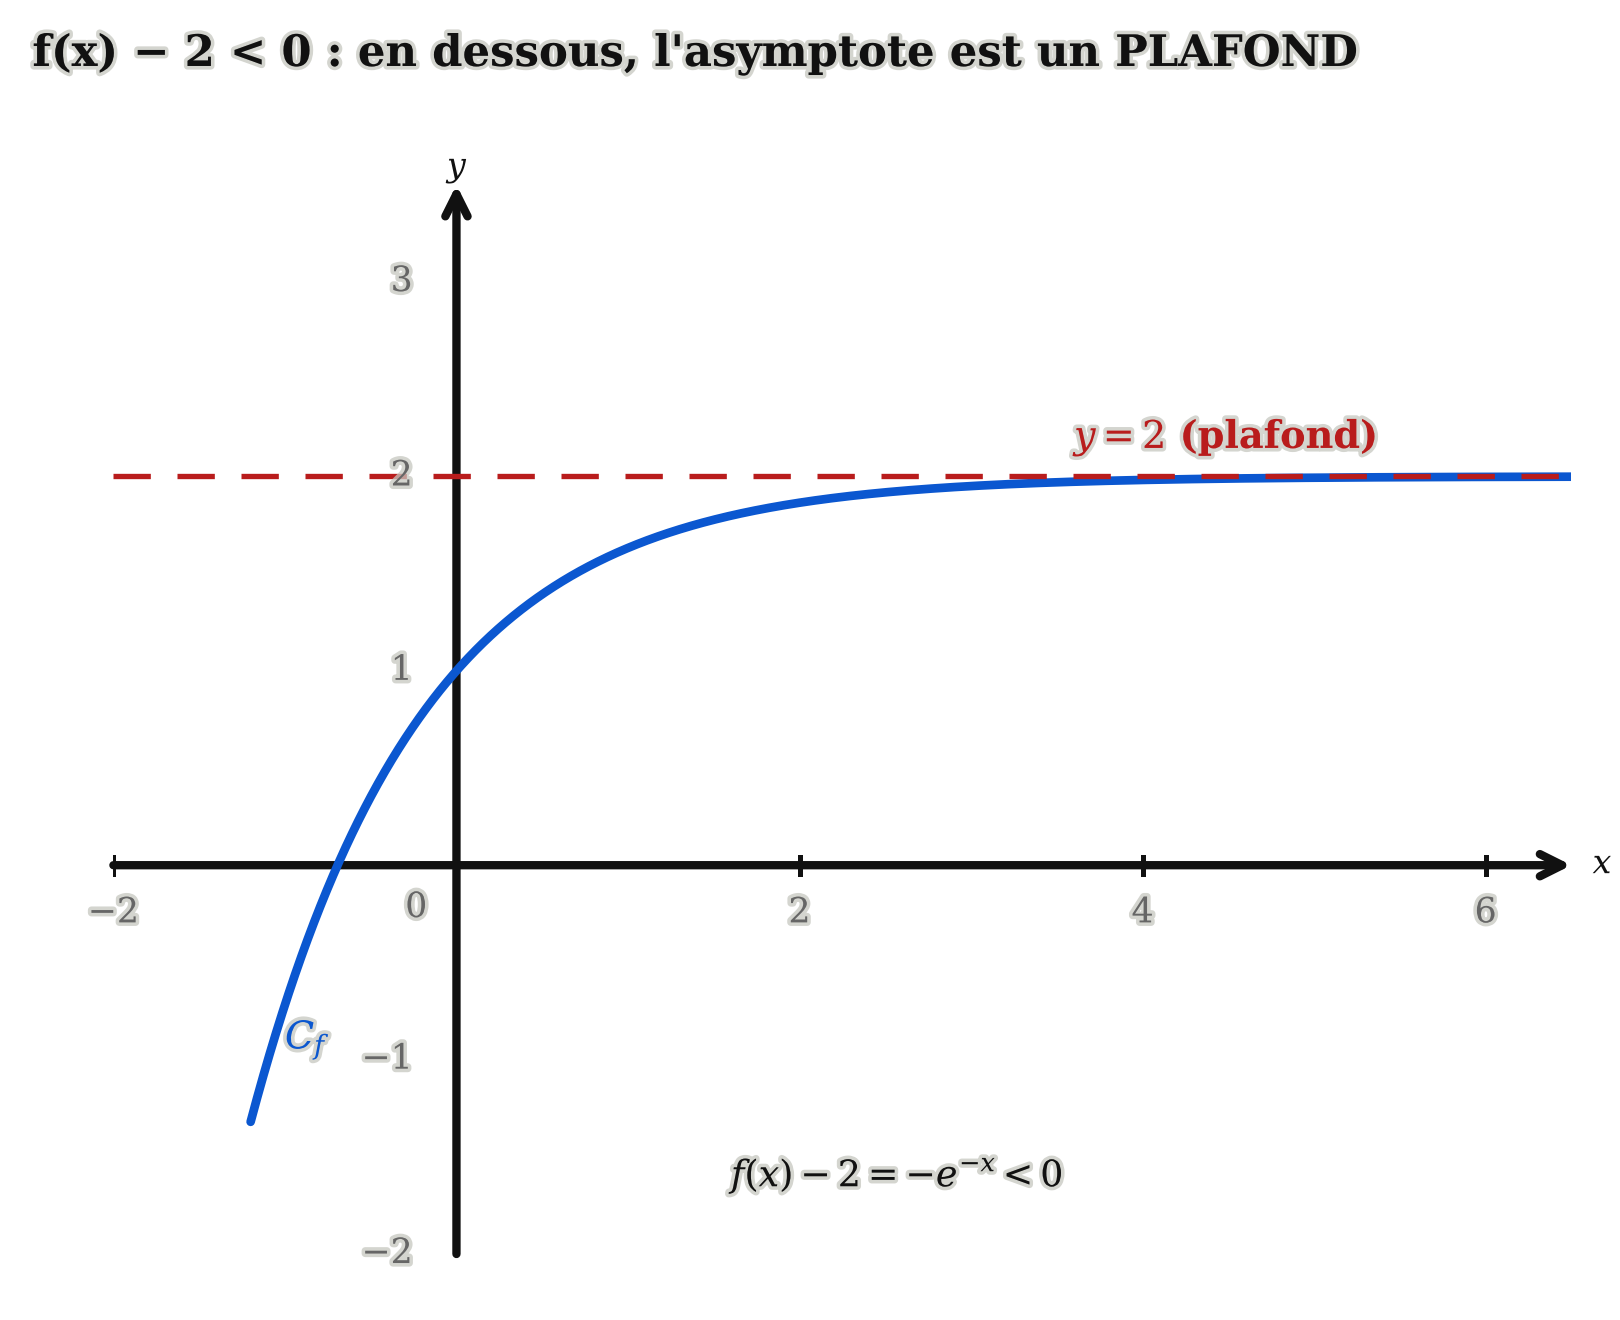 f(x) − 2 < 0 : en dessous, l'asymptote est un PLAFOND
y
3
y = 2 (plafond)
2
1
x
−2 0 2 4 6
C_f
−1
f(x) − 2 = −e^{−x} < 0
−2